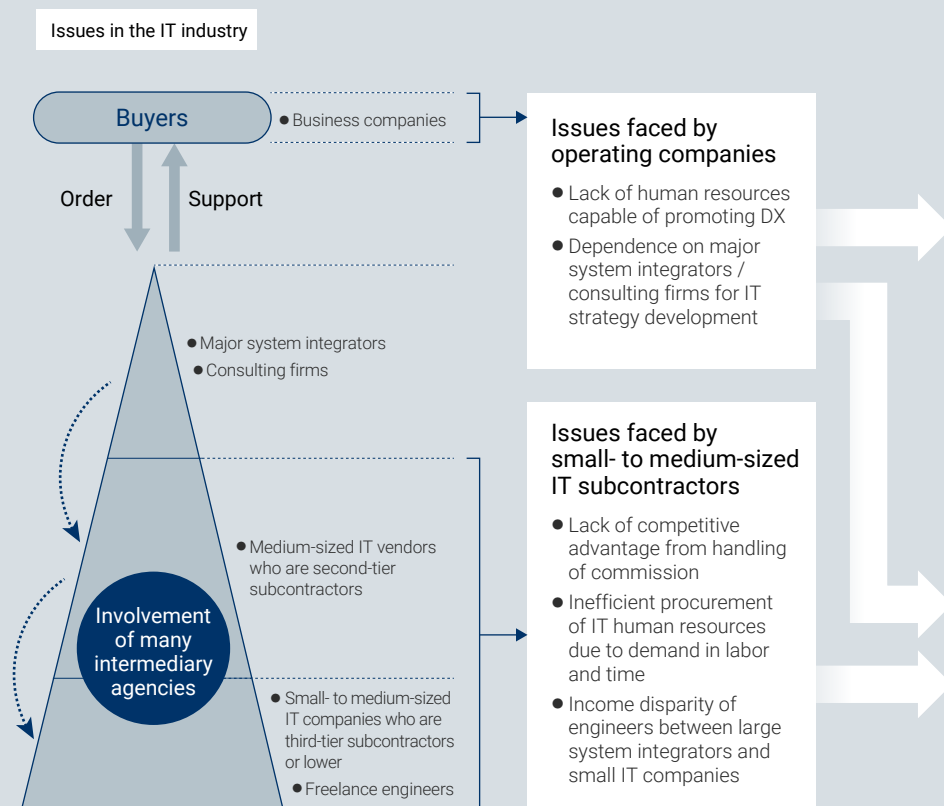 Issues in the IT industry
Buyers
● Business companies
Order
Support
● Major system integrators
● Consulting firms
● Medium-sized IT vendors
who are second-tier
subcontractors
Involvement
of many
intermediary
agencies
● Small- to medium-sized
IT companies who are
third-tier subcontractors
or lower
● Freelance engineers
Issues faced by
operating companies
● Lack of human resources
capable of promoting DX
● Dependence on major
system integrators /
consulting firms for IT
strategy development
Issues faced by
small- to medium-sized
IT subcontractors
● Lack of competitive
advantage from handling
of commission
● Inefficient procurement
of IT human resources
due to demand in labor
and time
● Income disparity of
engineers between large
system integrators and
small IT companies